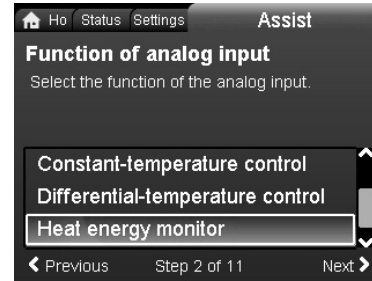 Ho Status Settings Assist
Function of analog input
Select the function of the analog input.
Constant-temperature control
Differential-temperature control
Heat energy monitor
Previous Step 2 of 11 Next